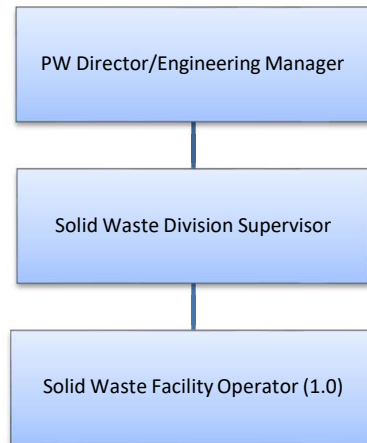 PW Director/Engineering Manager
Solid Waste Division Supervisor
Solid Waste Facility Operator (1.0)